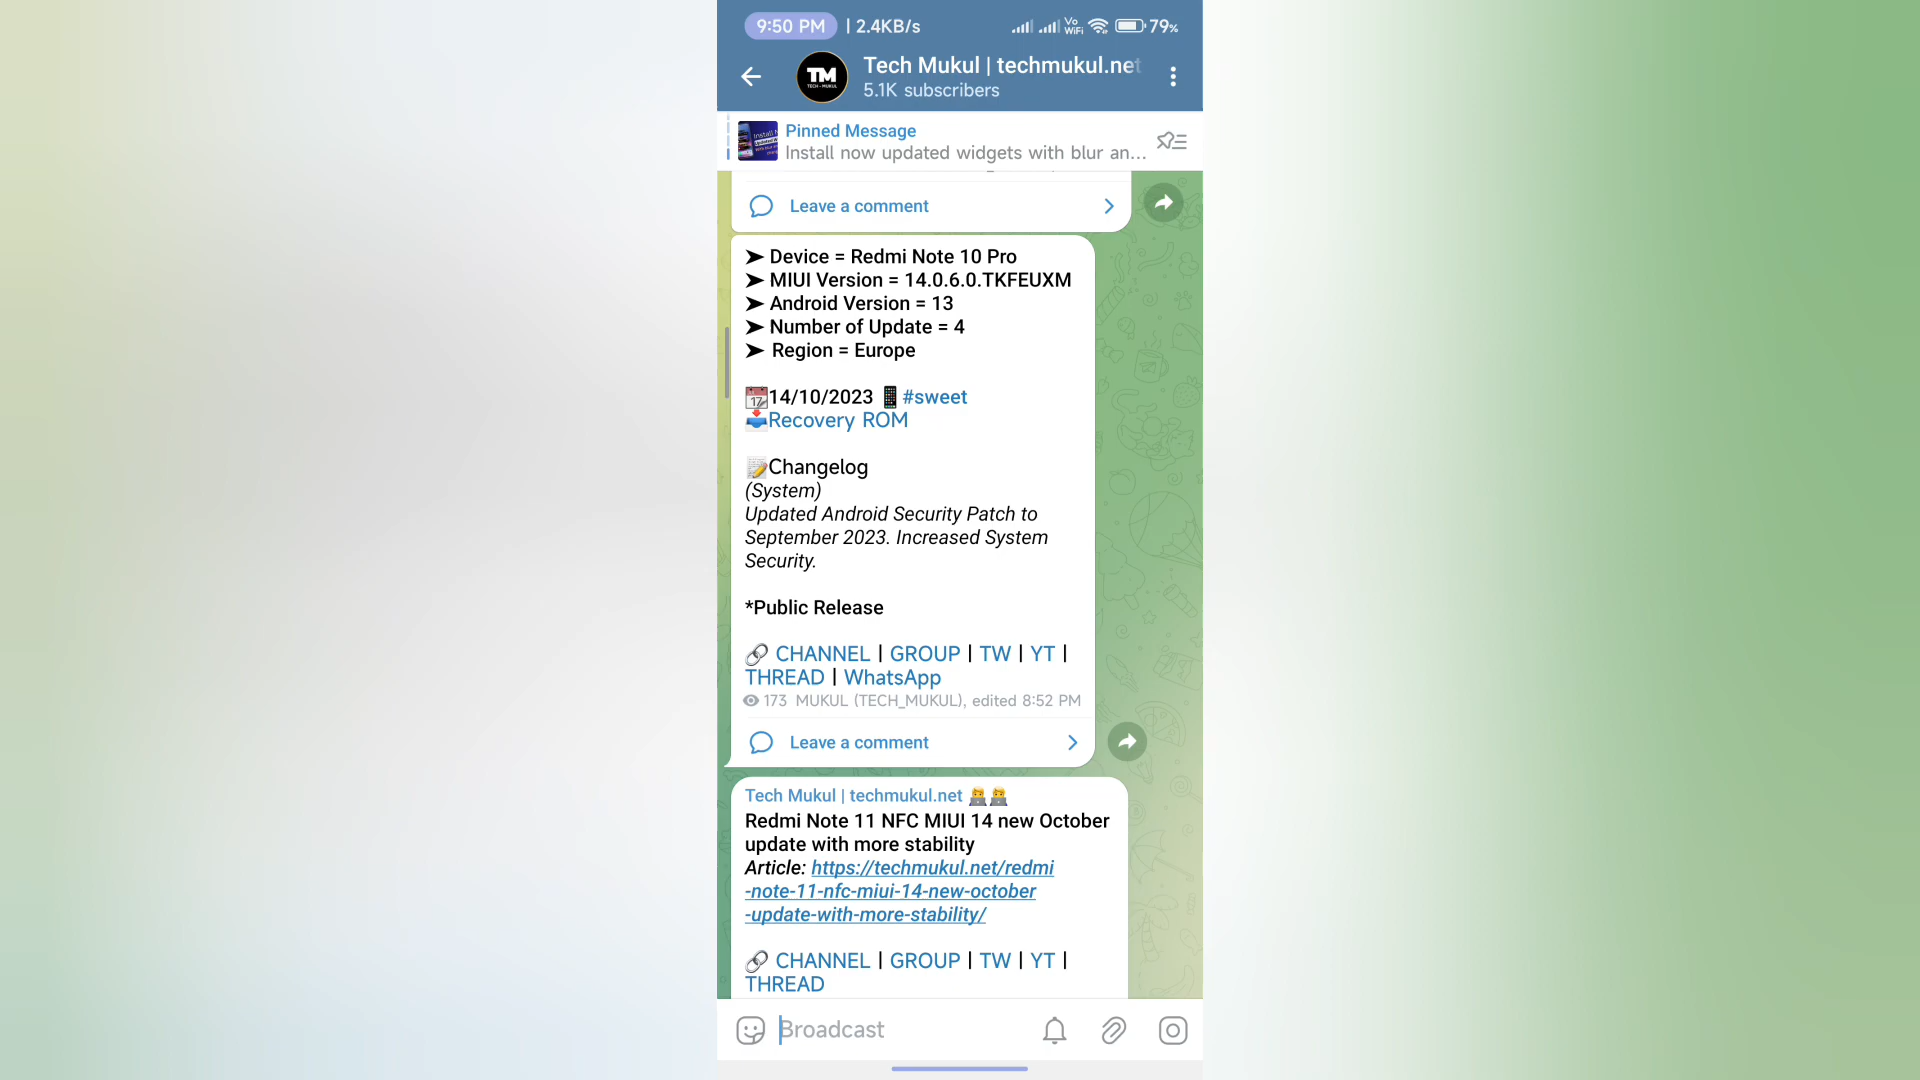 9:50 PM | 2.4KB/s Vo WiFi 79%
TM
TECH - MUKUL
Tech Mukul | techmukul.net
5.1K subscribers
Pinned Message
Install now updated widgets with blur an...
Leave a comment
➤ Device = Redmi Note 10 Pro
➤ MIUI Version = 14.0.6.0.TKFEUXM
➤ Android Version = 13
➤ Number of Update = 4
➤ Region = Europe
📆14/10/2023 📱#sweet
📥Recovery ROM
📝Changelog
(System)
Updated Android Security Patch to
September 2023. Increased System
Security.
*Public Release
🔗 CHANNEL | GROUP | TW | YT |
THREAD | WhatsApp
173 MUKUL (TECH_MUKUL), edited 8:52 PM
Leave a comment
Tech Mukul | techmukul.net 👨‍💻👨‍💻
Redmi Note 11 NFC MIUI 14 new October
update with more stability
Article: https://techmukul.net/redmi
-note-11-nfc-miui-14-new-october
-update-with-more-stability/
🔗 CHANNEL | GROUP | TW | YT |
THREAD
Broadcast